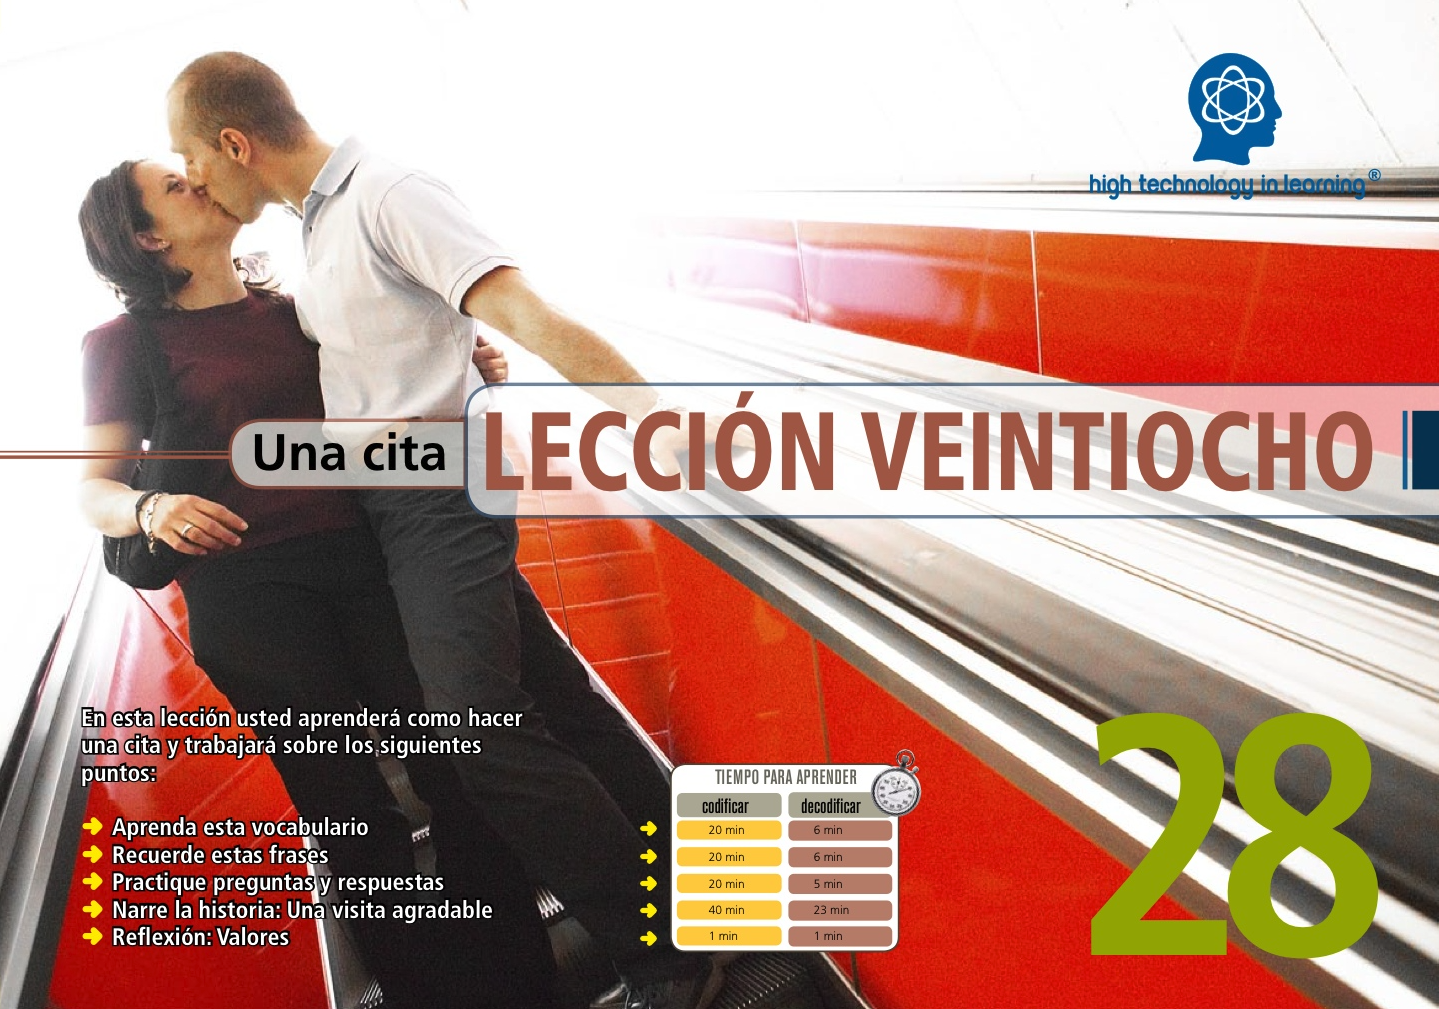 high technology in learning®
Una cita
LECCIÓN VEINTIOCHO
En esta lección usted aprenderá como hacer
una cita y trabajará sobre los siguientes
puntos:
Aprenda esta vocabulario
Recuerde estas frases
Practique preguntas y respuestas
Narre la historia: Una visita agradable
Reflexión: Valores
TIEMPO PARA APRENDER
codificar decodificar
20 min 6 min
20 min 6 min
20 min 5 min
40 min 23 min
1 min 1 min
28